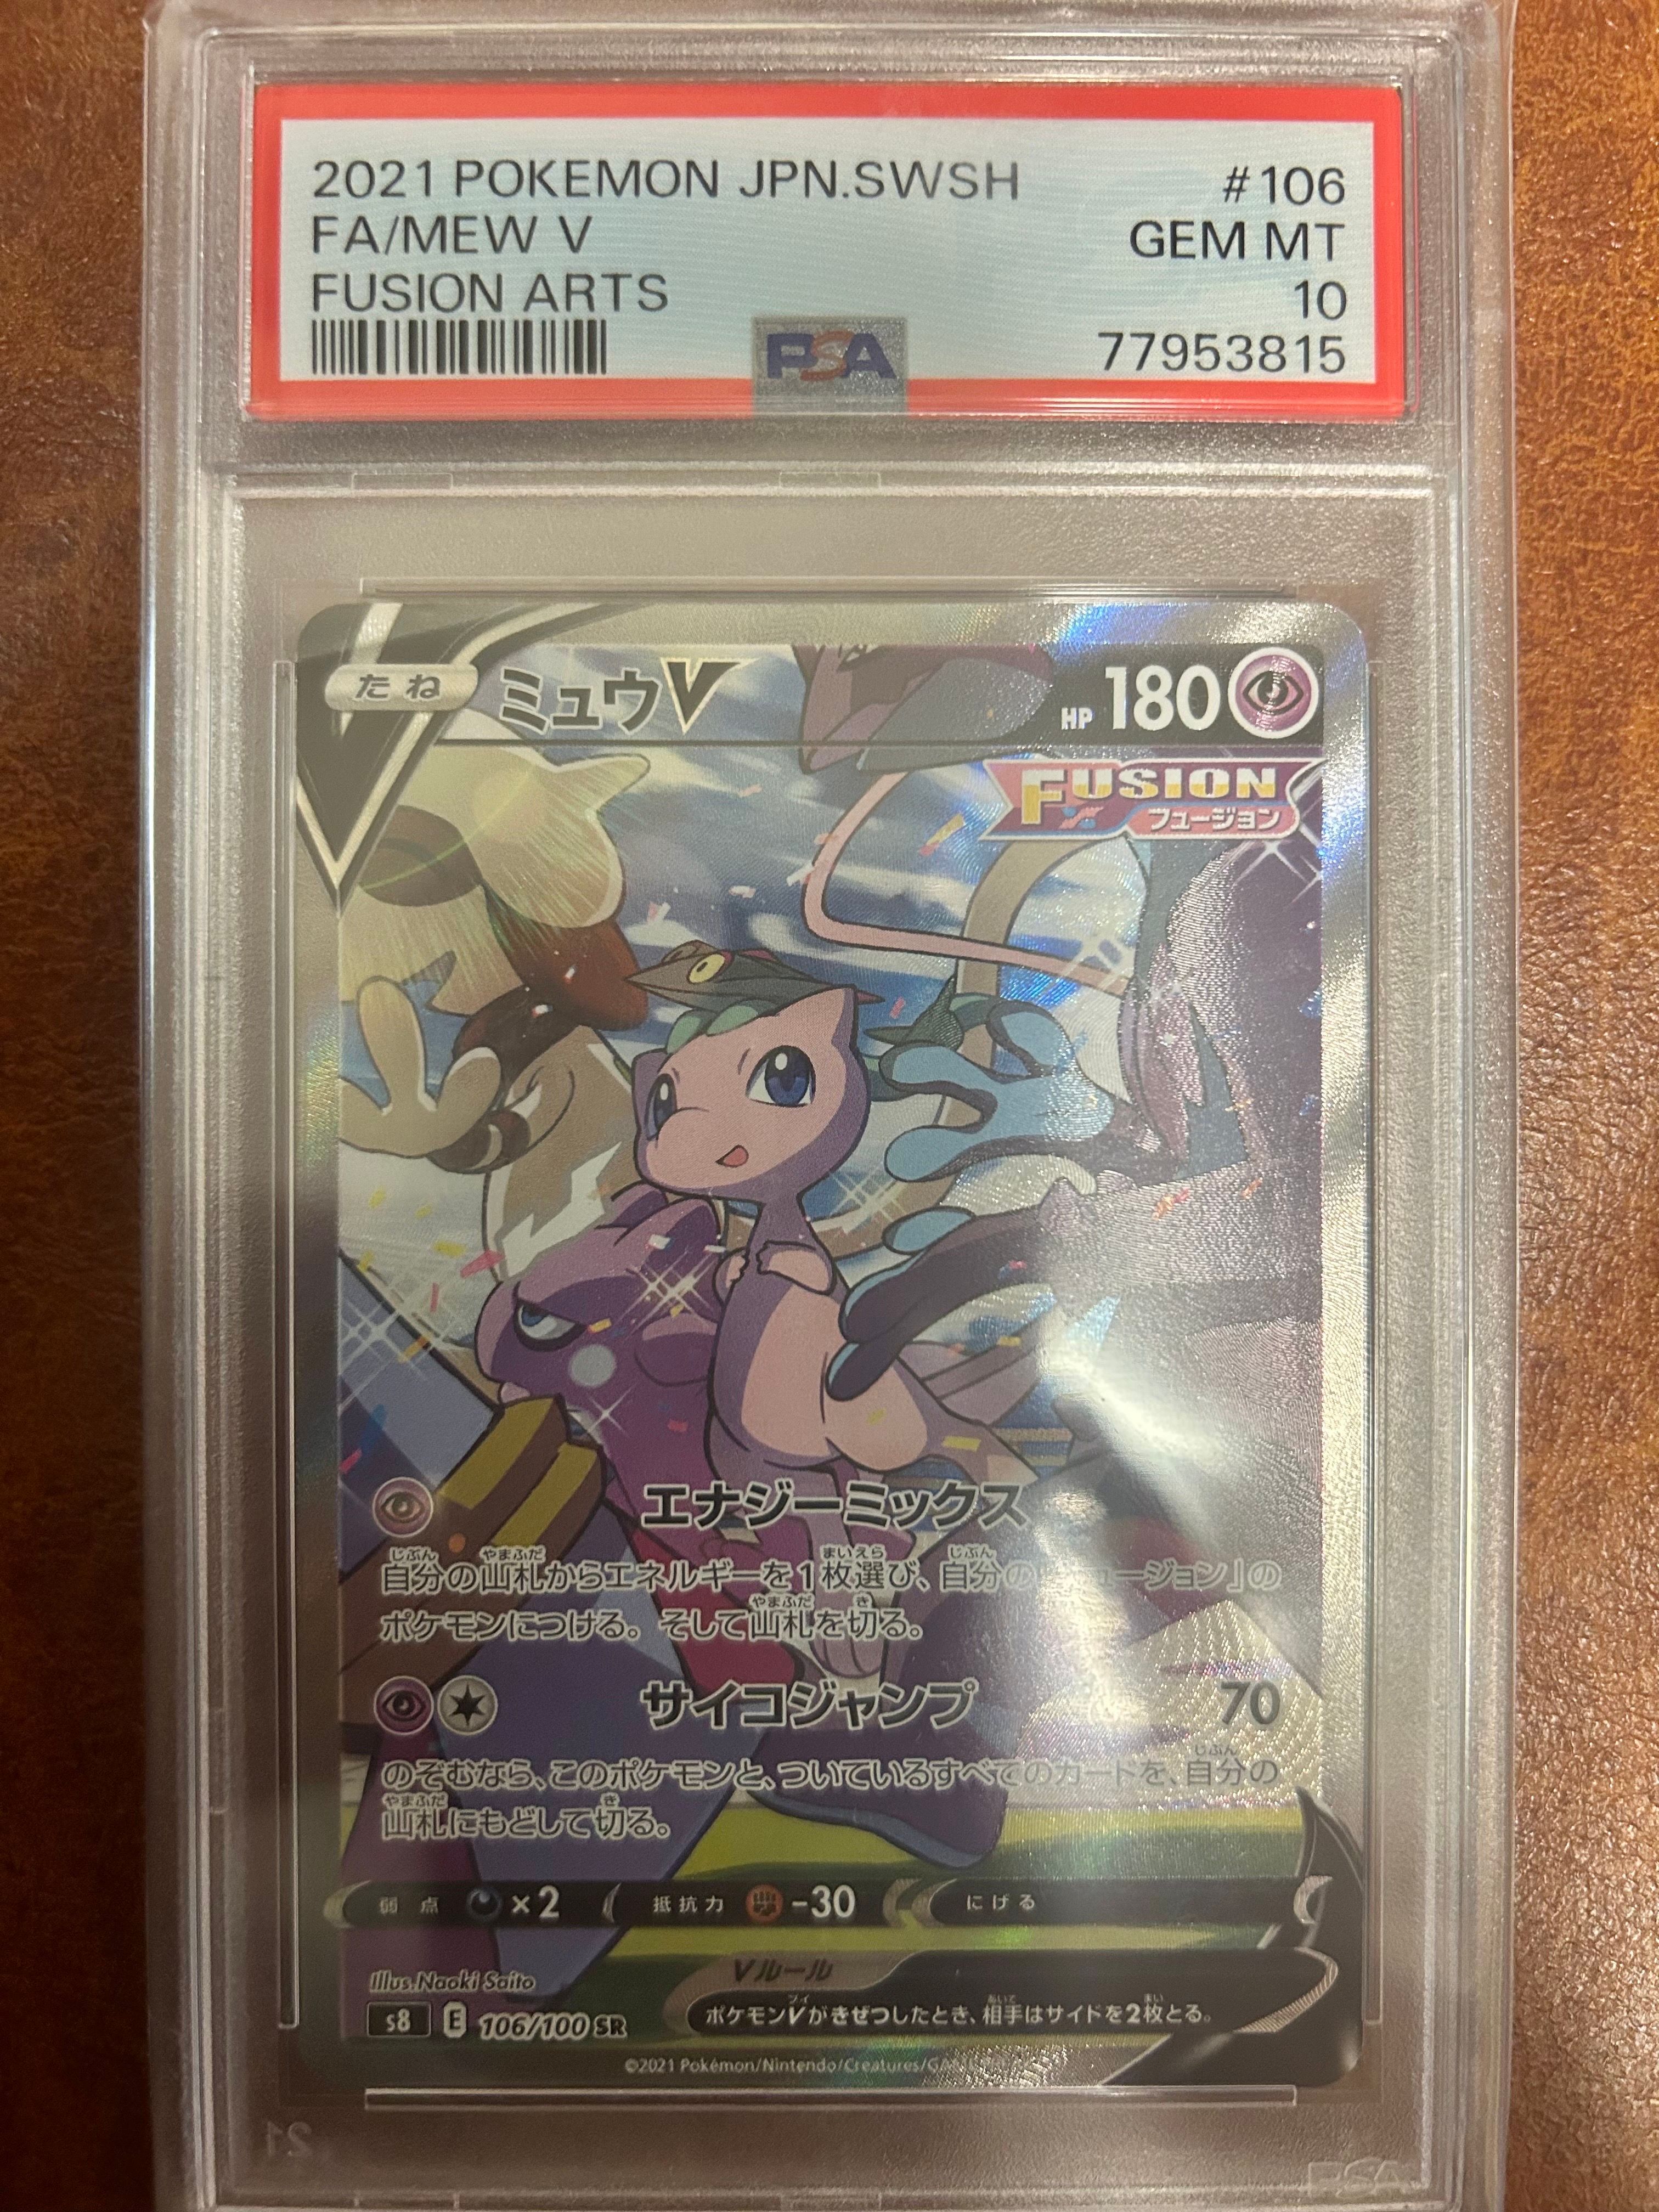 2021 POKEMON JPN.SWSH #106
FA/MEW V GEM MT
FUSION ARTS 10
PSA 77953815
たね ミュウV HP 180
FUSION
フュージョン
エナジーミックス
自分の山札からエネルギーを1枚選び、自分の ュージョン」の
ポケモンにつける。そして山札を切る。
サイコジャンプ 70
のぞむなら、このポケモンと、ついているすべてのカードを、自分の
山札にもどして切る。
弱点 ×2 抵抗力 -30 にげる
Vルール
ポケモンVがきぜつしたとき、相手はサイドを2枚とる。
Illus.Naoki Saito
s8 E 106/100 SR
©2021 Pokémon/Nintendo/Creatures/GA
PSA